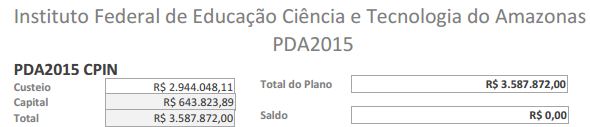 Instituto Federal de Educação Ciência e Tecnologia do Amazonas
PDA2015
PDA2015 CPIN
Custeio R$ 2.944.048,11
Capital R$ 643.823,89
Total R$ 3.587.872,00
Total do Plano R$ 3.587.872,00
Saldo R$ 0,00